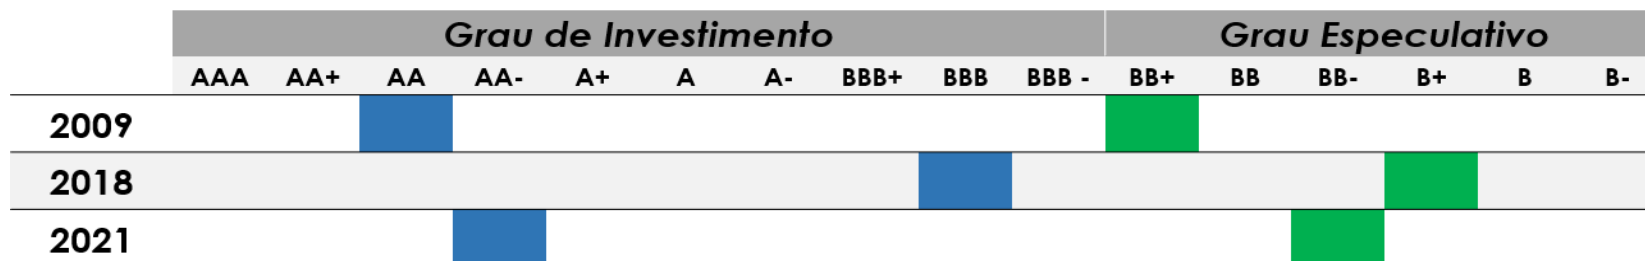 Grau de Investimento Grau Especulativo
AAA AA+ AA AA- A+ A A- BBB+ BBB BBB - BB+ BB BB- B+ B B-
2009
2018
2021